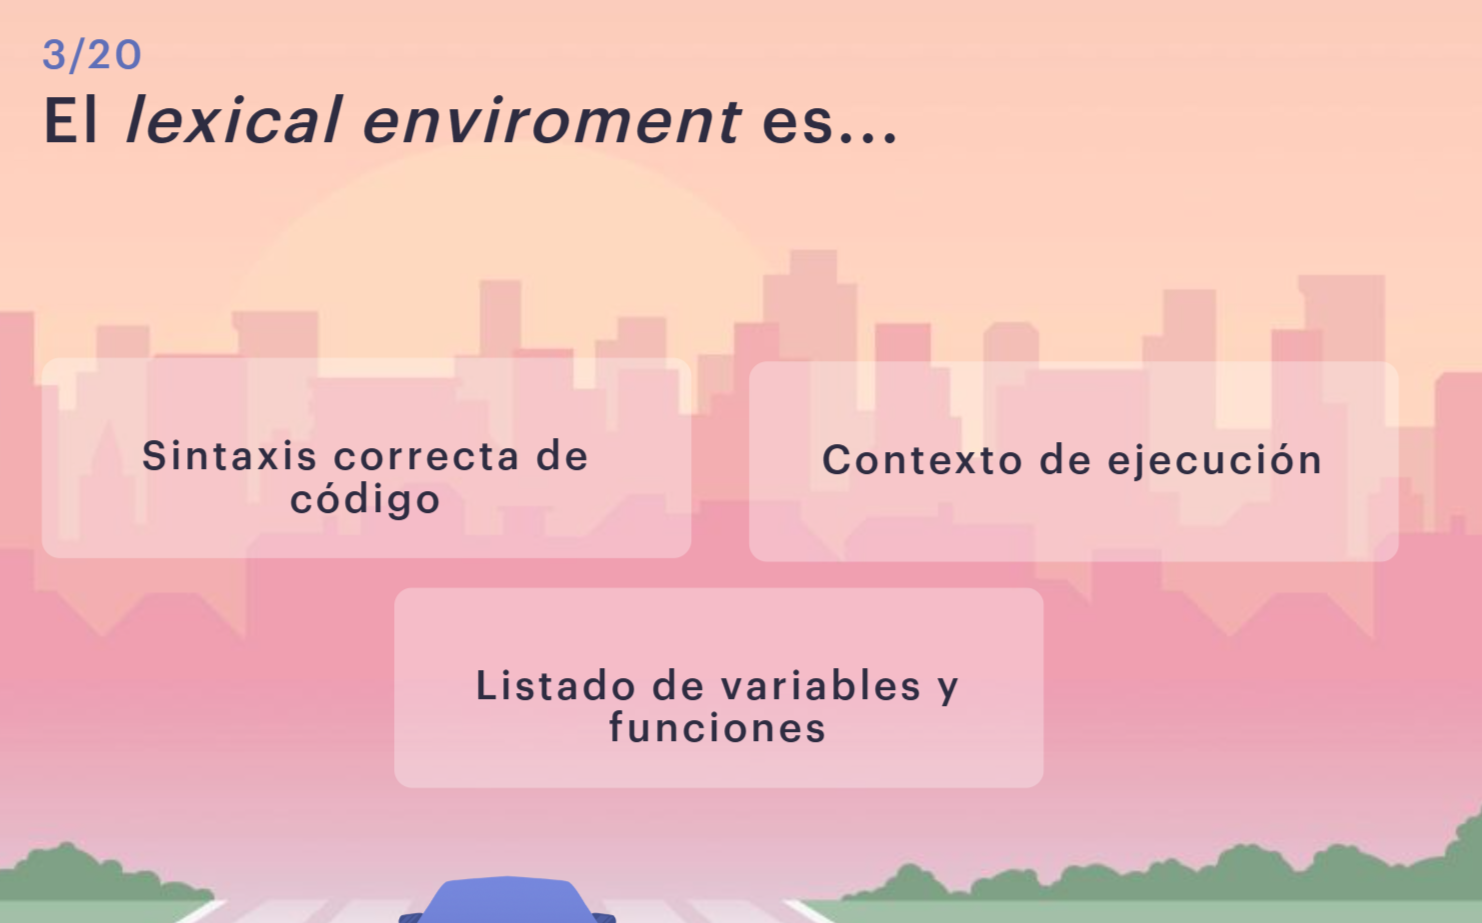 3/20
El lexical enviroment es...
Sintaxis correcta de
código
Contexto de ejecución
Listado de variables y
funciones